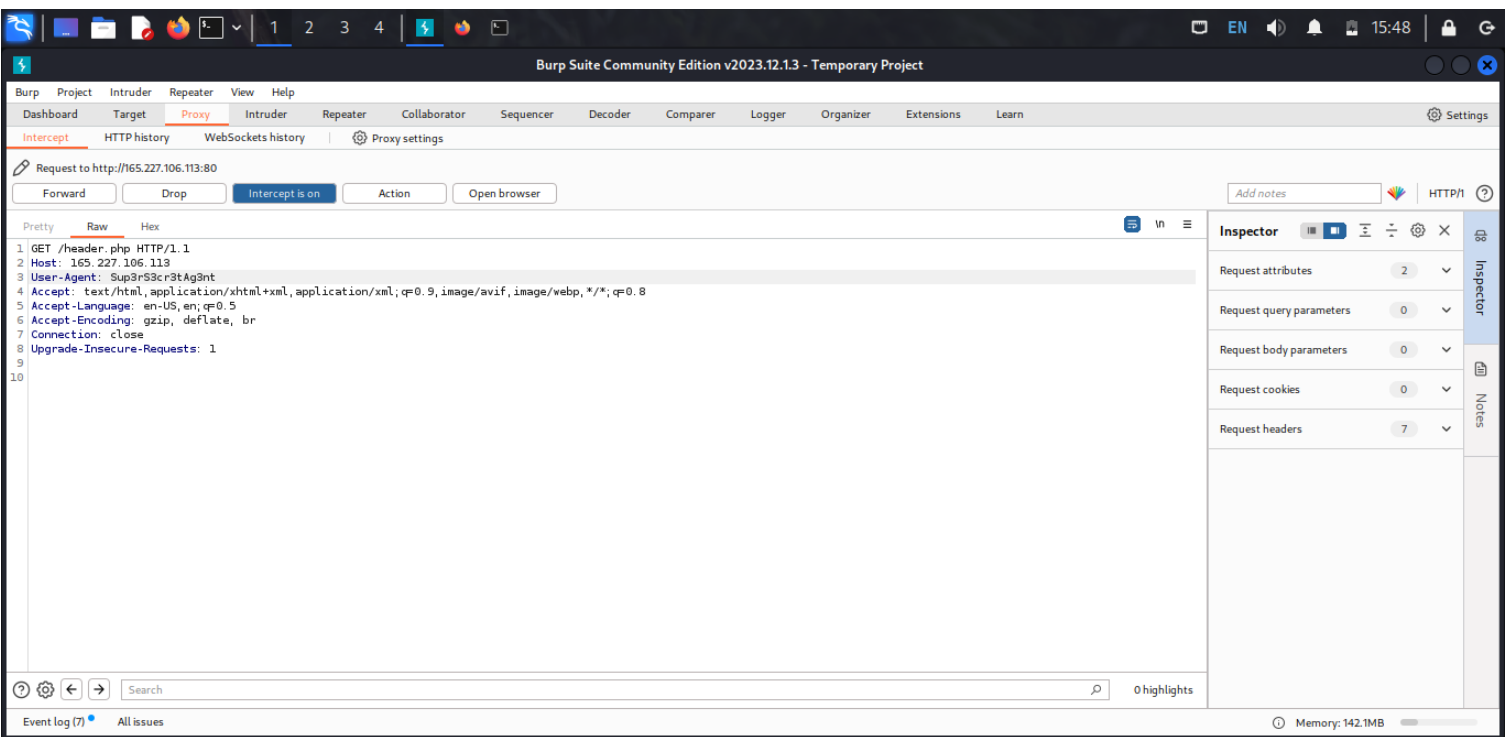 1 2 3 4 EN 15:48
Burp Suite Community Edition v2023.12.1.3 - Temporary Project
Burp Project Intruder Repeater View Help
Dashboard Target Proxy Intruder Repeater Collaborator Sequencer Decoder Comparer Logger Organizer Extensions Learn Settings
Intercept HTTP history WebSockets history Proxy settings
Request to http://165.227.106.113:80
Forward Drop Intercept is on Action Open browser Add notes HTTP/1
Pretty Raw Hex \n
Inspector
1 GET /header.php HTTP/1.1
2 Host: 165.227.106.113
3 User-Agent: Sup3rS3cr3tAg3nt
4 Accept: text/html,application/xhtml+xml,application/xml;q=0.9,image/avif,image/webp,*/*;q=0.8
5 Accept-Language: en-US,en;q=0.5
6 Accept-Encoding: gzip, deflate, br
7 Connection: close
8 Upgrade-Insecure-Requests: 1
9
10
Request attributes 2
Request query parameters 0
Request body parameters 0
Request cookies 0
Request headers 7
Inspector
Notes
Search 0 highlights
Event log (7) All issues Memory: 142.1MB